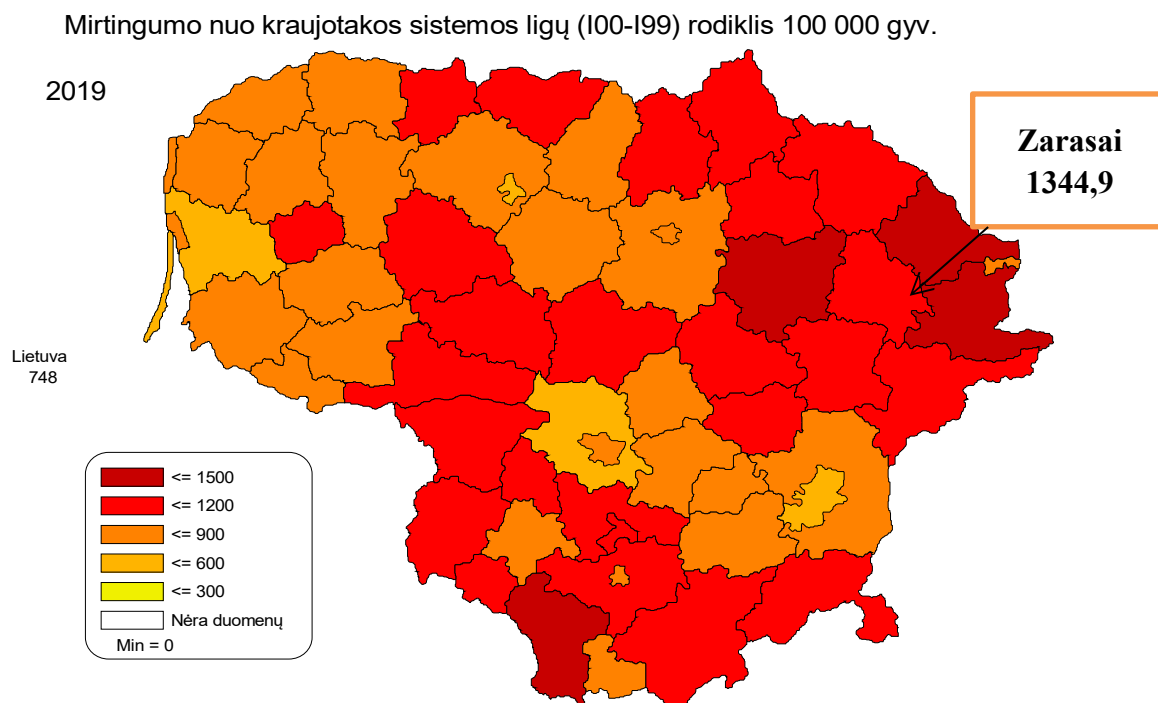 Mirtingumo nuo kraujotakos sistemos ligų (I00-I99) rodiklis 100 000 gyv.
2019
Zarasai
1344,9
Lietuva
748
<= 1500
<= 1200
<= 900
<= 600
<= 300
Nėra duomenų
Min = 0